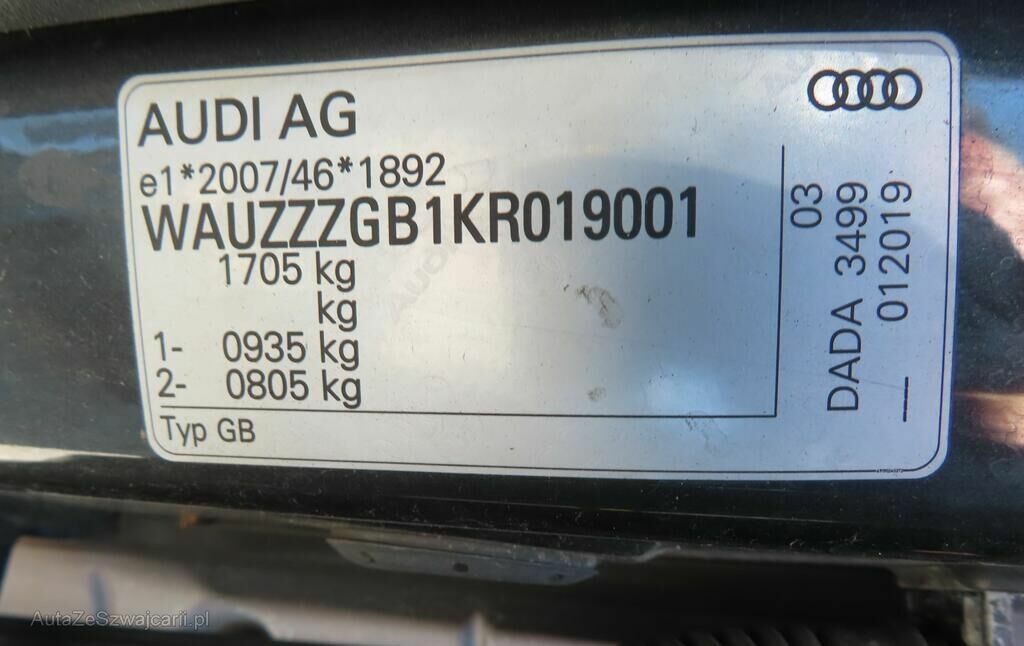 AUDI AG
e1*2007/46*1892
WAUZZZGB1KR019001
1705 kg
kg
1- 0935 kg
2- 0805 kg
Typ GB
03
DADA 3499
— 012019
AutaZeSzwajcarii.pl